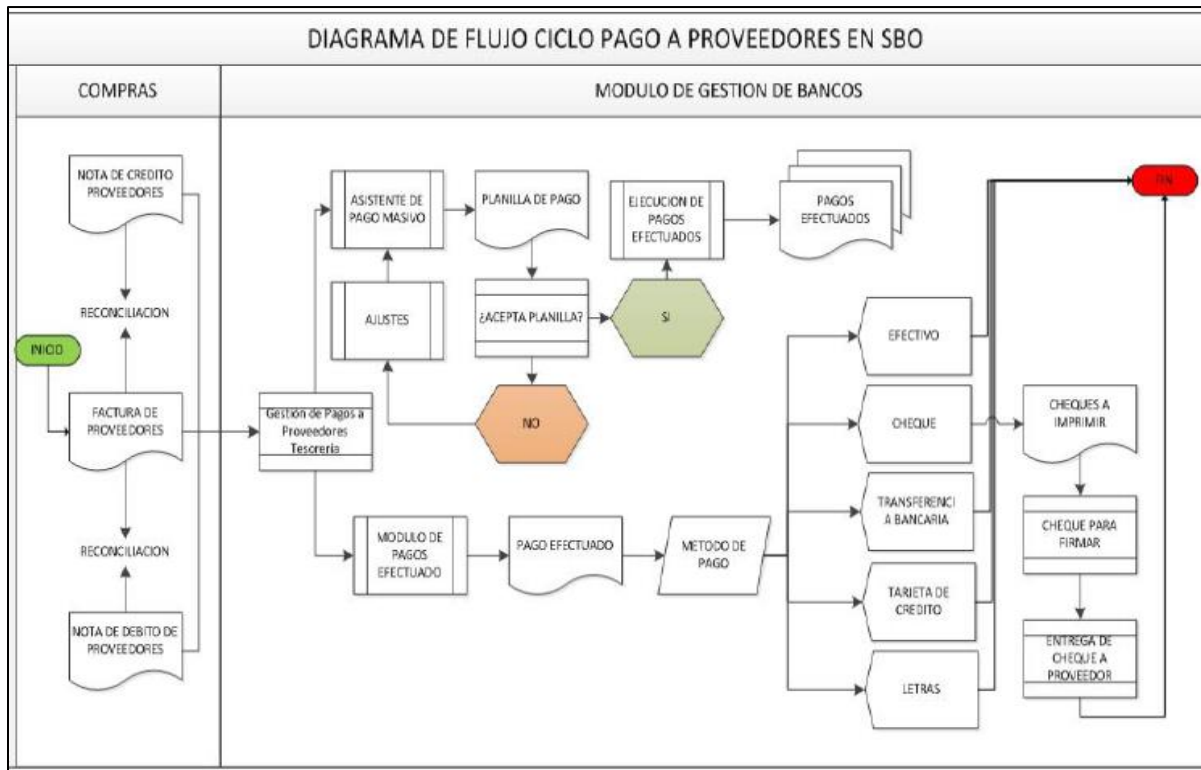 DIAGRAMA DE FLUJO CICLO PAGO A PROVEEDORES EN SBO
COMPRAS
MODULO DE GESTION DE BANCOS
NOTA DE CREDITO
PROVEEDORES
RECONCILIACION
INICIO
FACTURA DE
PROVEEDORES
RECONCILIACION
NOTA DE DEBITO DE
PROVEEDORES
Gestión de Pagos a
Proveedores
Tesorería
ASISTENTE DE
PAGO MASIVO
PLANILLA DE PAGO
EJECUCION DE
PAGOS
EFECTUADOS
PAGOS
EFECTUADOS
AJUSTES
¿ACEPTA PLANILLA?
SI
NO
MODULO DE
PAGOS
EFECTUADO
PAGO EFECTUADO
METODO DE
PAGO
EFECTIVO
CHEQUE
TRANSFERENCI
A BANCARIA
TARJETA DE
CREDITO
LETRAS
CHEQUES A
IMPRIMIR
CHEQUE PARA
FIRMAR
ENTREGA DE
CHEQUE A
PROVEEDOR
FIN